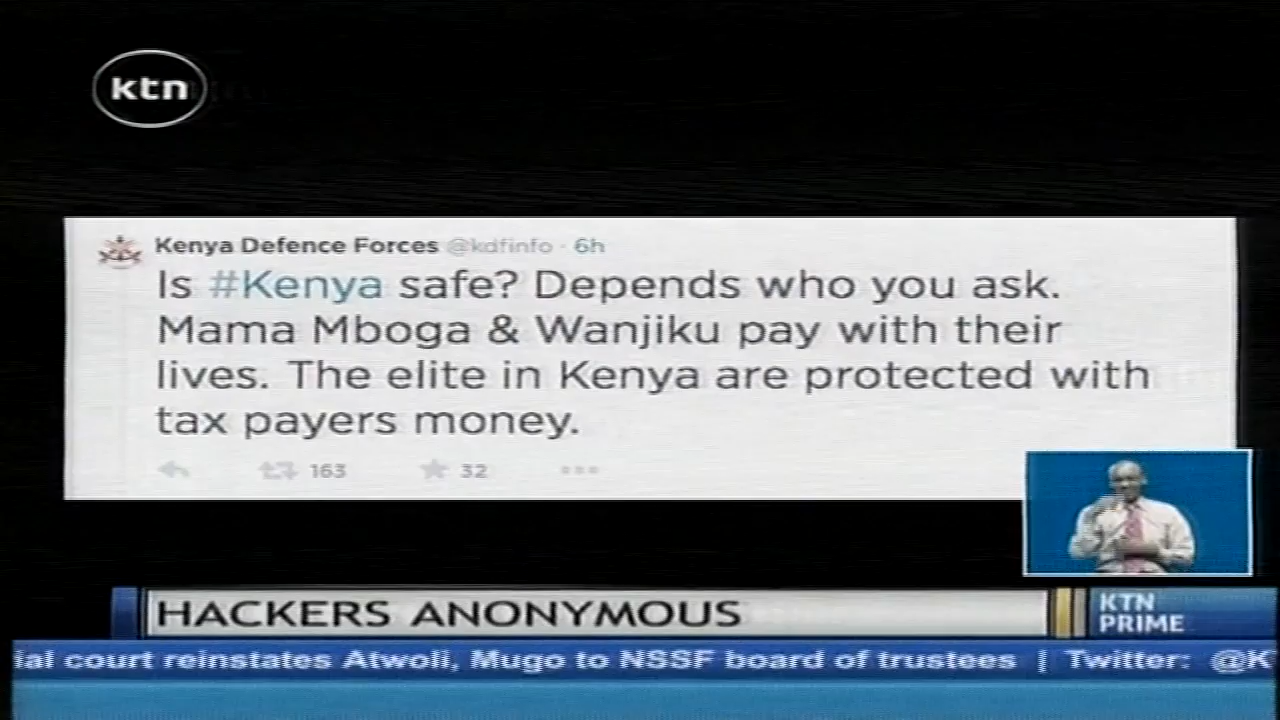 ktn
Kenya Defence Forces @kdfinfo · 6h
Is #Kenya safe? Depends who you ask.
Mama Mboga & Wanjiku pay with their
lives. The elite in Kenya are protected with
tax payers money.
163 32
HACKERS ANONYMOUS
KTN
PRIME
ial court reinstates Atwoli, Mugo to NSSF board of trustees | Twitter: @K